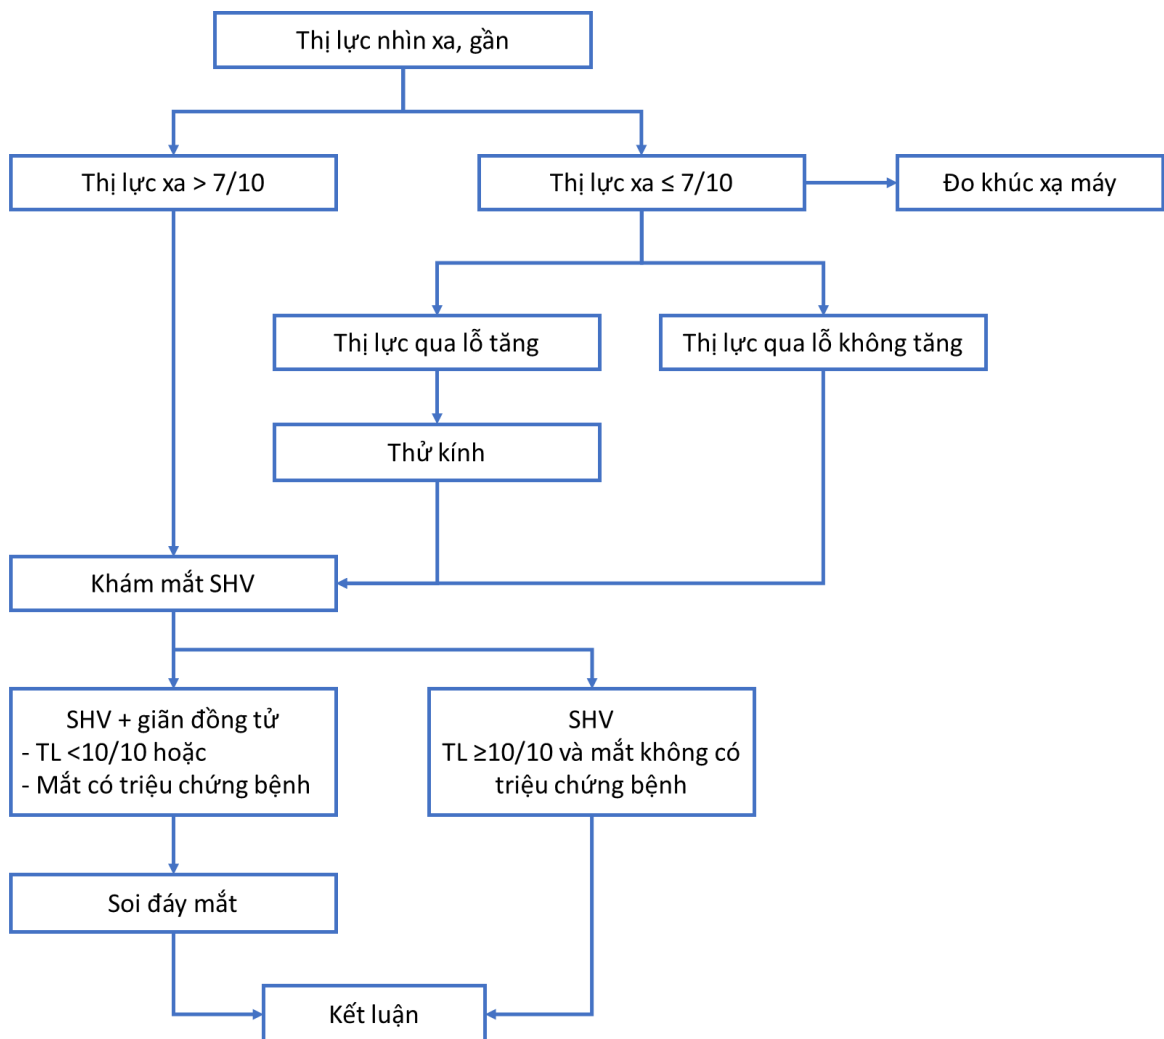 Thị lực nhìn xa, gần
Thị lực xa > 7/10
Thị lực xa ≤ 7/10
Đo khúc xạ máy
Thị lực qua lỗ tăng
Thị lực qua lỗ không tăng
Thử kính
Khám mắt SHV
SHV + giãn đồng tử
- TL <10/10 hoặc
- Mắt có triệu chứng bệnh
SHV
TL ≥10/10 và mắt không có
triệu chứng bệnh
Soi đáy mắt
Kết luận